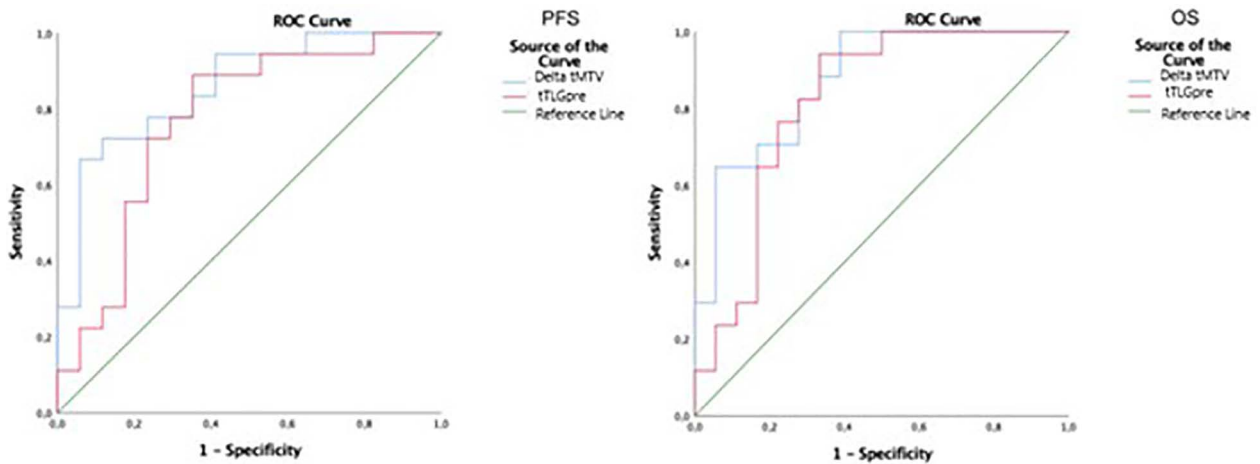 ROC Curve
PFS
Source of the
Curve
Delta tMTV
tTLGpre
Reference Line
1,0
0,8
0,6
0,4
0,2
0,0
Sensitivity
0,0 0,2 0,4 0,6 0,8 1,0
1 - Specificity
ROC Curve
OS
Source of the
Curve
Delta tMTV
tTLGpre
Reference Line
1,0
0,8
0,6
0,4
0,2
0,0
Sensitivity
0,0 0,2 0,4 0,6 0,8 1,0
1 - Specificity